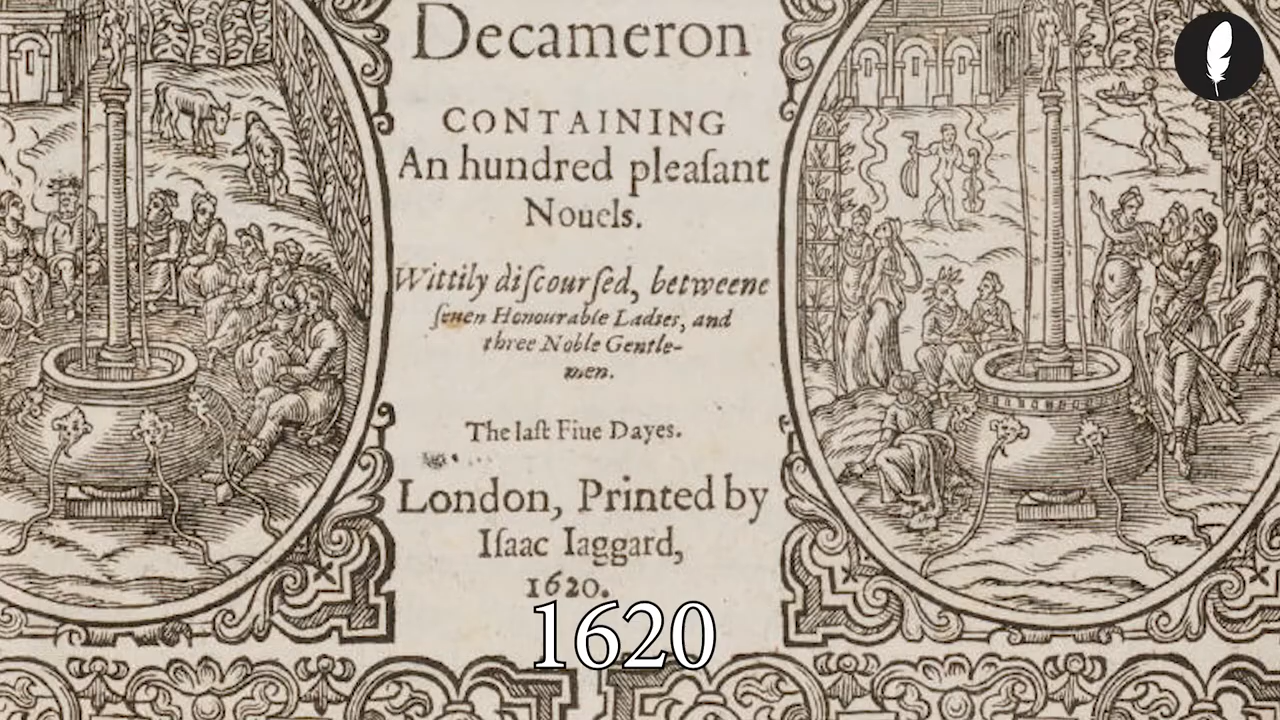 Decameron
CONTAINING
An hundred pleaſant
Nouels.
Wittily diſcourſed, betweene
ſeuen Honourable Ladies, and
three Noble Gentle-
men.
The laſt Fiue Dayes.
London, Printed by
Iſaac Iaggard,
1620.
1620